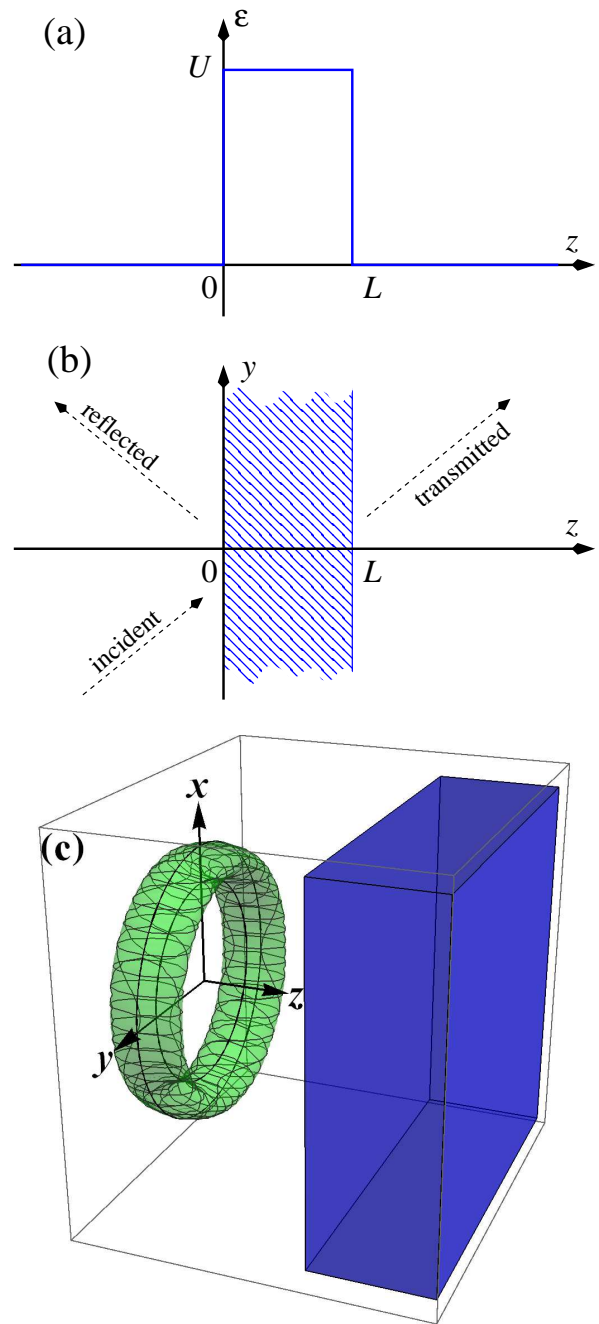 (a)
ε
U
z
0
L
(b)
y
reflected
transmitted
z
0
L
incident
x
(c)
z
y